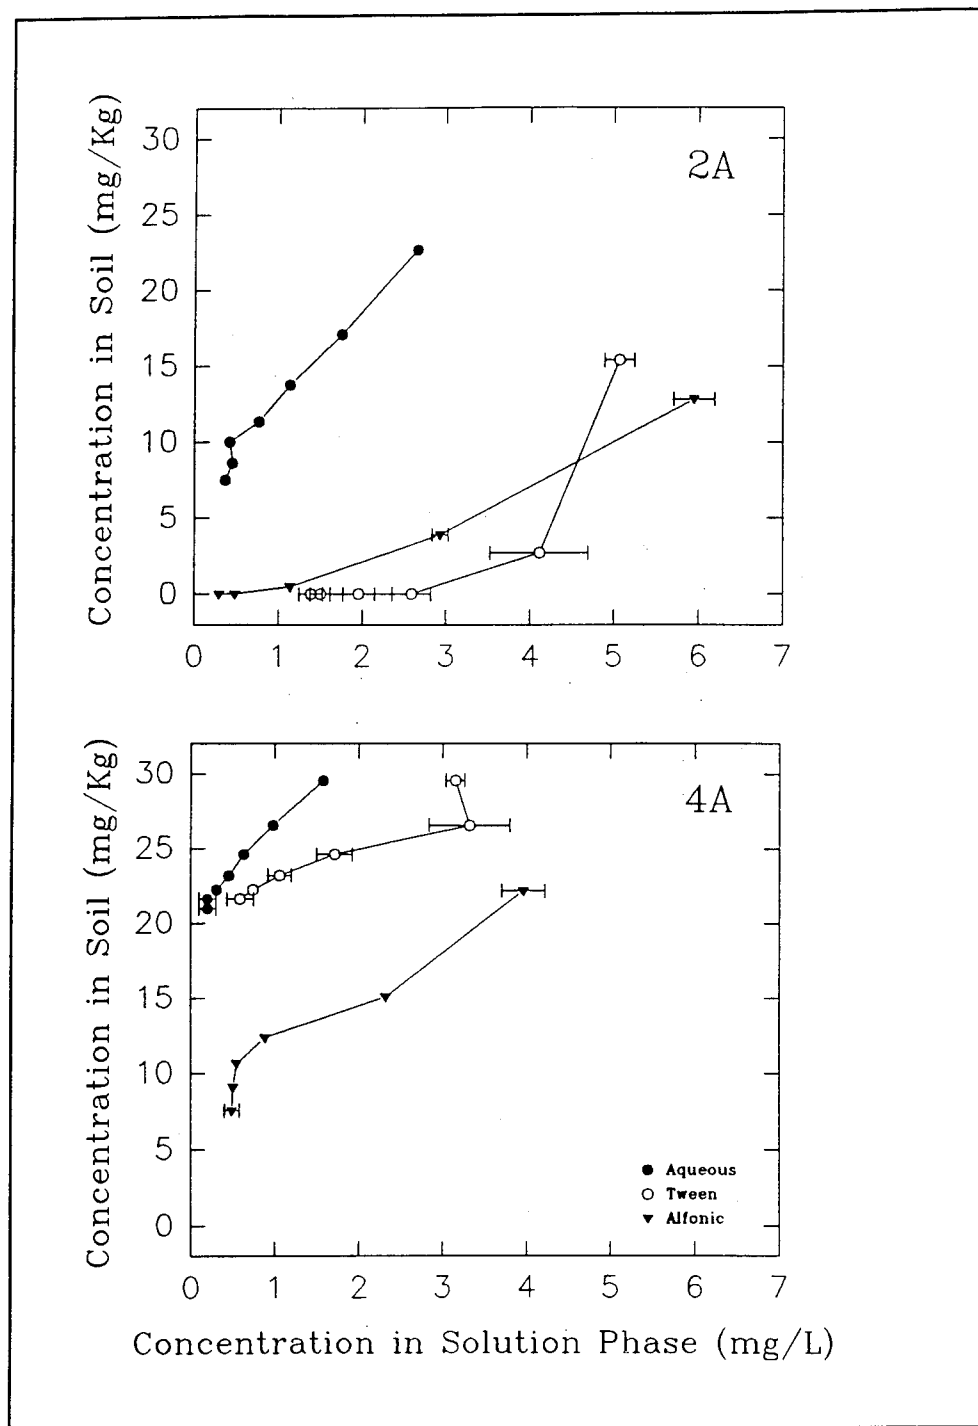 Concentration in Soil (mg/Kg)
30
25
20
15
10
5
0
2A
0 1 2 3 4 5 6 7
Concentration in Soil (mg/Kg)
30
25
20
15
10
5
0
4A
Aqueous
Tween
Alfonic
0 1 2 3 4 5 6 7
Concentration in Solution Phase (mg/L)